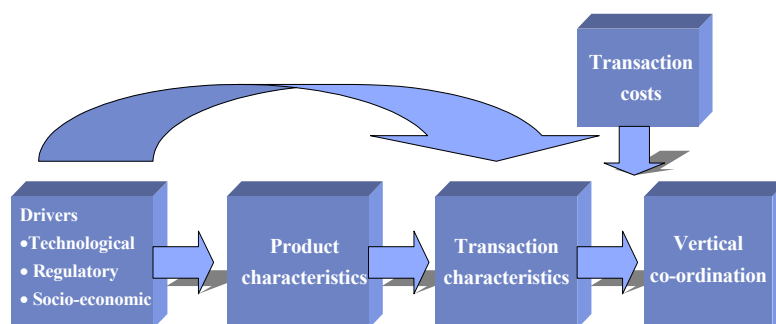 Transaction
costs
Drivers
•Technological
• Regulatory
• Socio-economic
Product
characteristics
Transaction
characteristics
Vertical
co-ordination